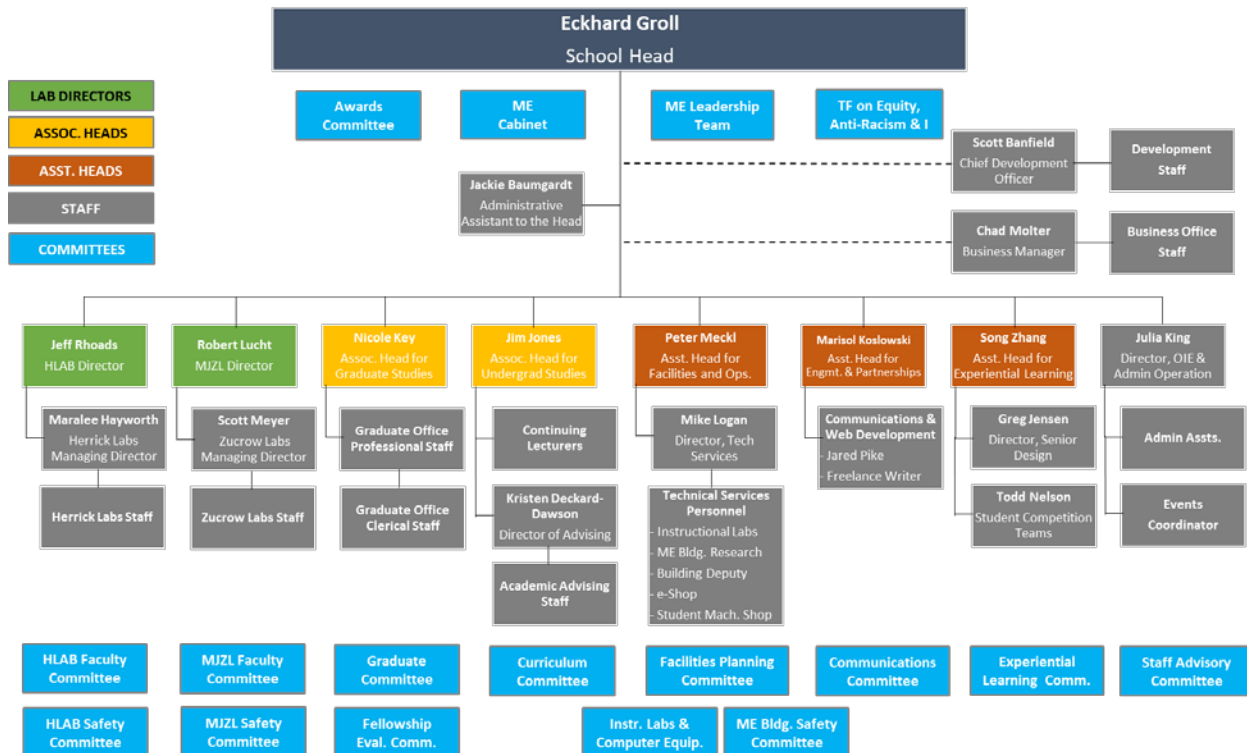 Eckhard Groll
School Head
LAB DIRECTORS
ASSOC. HEADS
ASST. HEADS
STAFF
COMMITTEES
Awards
Committee
ME
Cabinet
ME Leadership
Team
TF on Equity,
Anti-Racism & I
Scott Banfield
Chief Development
Officer
Development
Staff
Jackie Baumgardt
Administrative
Assistant to the Head
Chad Molter
Business Manager
Business Office
Staff
Jeff Rhoads
HLAB Director
Robert Lucht
MJZL Director
Nicole Key
Assoc. Head for
Graduate Studies
Jim Jones
Assoc. Head for
Undergrad Studies
Peter Meckl
Asst. Head for
Facilities and Ops.
Marisol Koslowski
Asst. Head for
Engmt. & Partnerships
Song Zhang
Asst. Head for
Experiential Learning
Julia King
Director, OIE &
Admin Operation
Maralee Hayworth
Herrick Labs
Managing Director
Herrick Labs Staff
Scott Meyer
Zucrow Labs
Managing Director
Zucrow Labs Staff
Graduate Office
Professional Staff
Graduate Office
Clerical Staff
Continuing
Lecturers
Kristen Deckard-
Dawson
Director of Advising
Academic Advising
Staff
Mike Logan
Director, Tech
Services
Technical Services
Personnel
- Instructional Labs
- ME Bldg. Research
- Building Deputy
- e-Shop
- Student Mach. Shop
Communications &
Web Development
- Jared Pike
- Freelance Writer
Greg Jensen
Director, Senior
Design
Todd Nelson
Student Competition
Teams
Admin Assts.
Events
Coordinator
HLAB Faculty
Committee
MJZL Faculty
Committee
Graduate
Committee
Curriculum
Committee
Facilities Planning
Committee
Communications
Committee
Experiential
Learning Comm.
Staff Advisory
Committee
HLAB Safety
Committee
MJZL Safety
Committee
Fellowship
Eval. Comm.
Instr. Labs &
Computer Equip.
ME Bldg. Safety
Committee